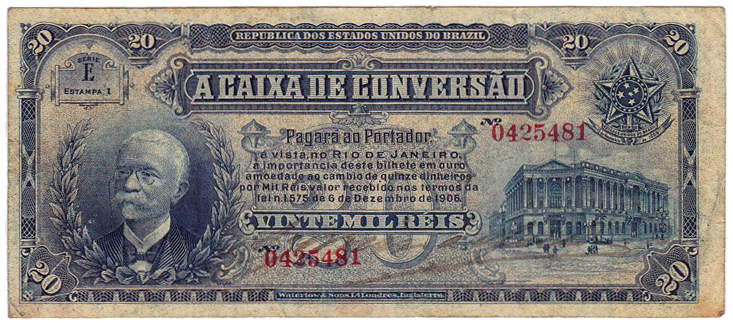 20
20
REPUBLICA DOS ESTADOS UNIDOS DO BRAZIL
20
20
SERIE
E
ESTAMPA 1
A CAIXA DE CONVERSÃO
Nº 0425481
Pagará ao Portador,
á vista, no RIO DE JANEIRO,
a importancia deste bilhete em ouro
amoedado ao cambio de quinze dinheiros
por Mil Reis, valor recebido nos termos da
lei n.1.575 de 6 de Dezembro de 1906.
VINTE MIL RÉIS
20
Nº 0425481
20
20
Waterlow & Sons, Ld Londres, Inglaterra.